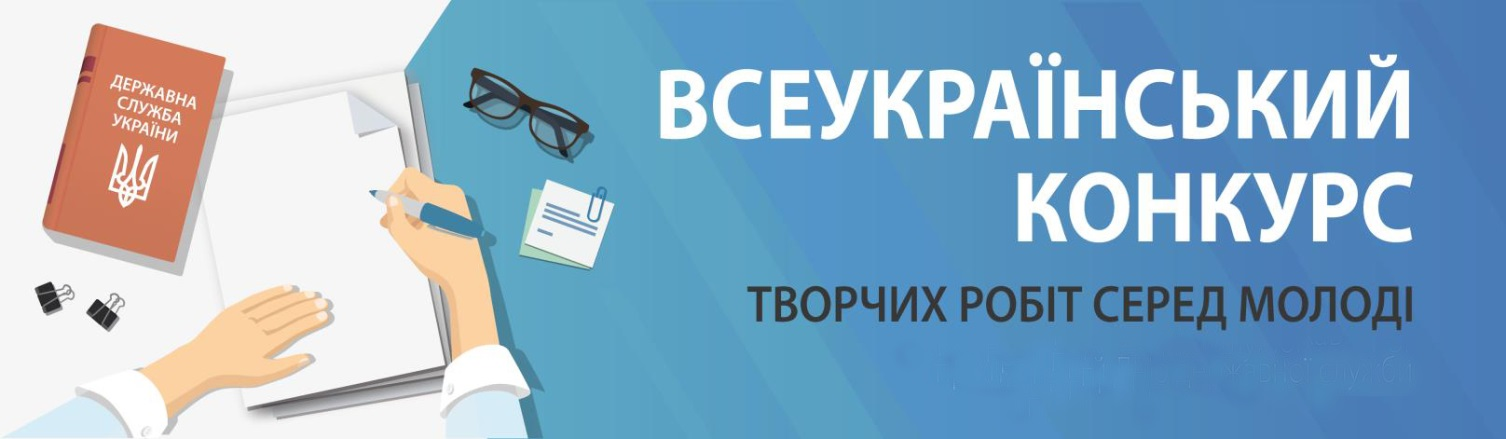 ДЕРЖАВНА
СЛУЖБА
УКРАЇНИ
ВСЕУКРАЇНСЬКИЙ
КОНКУРС
ТВОРЧИХ РОБІТ СЕРЕД МОЛОДІ